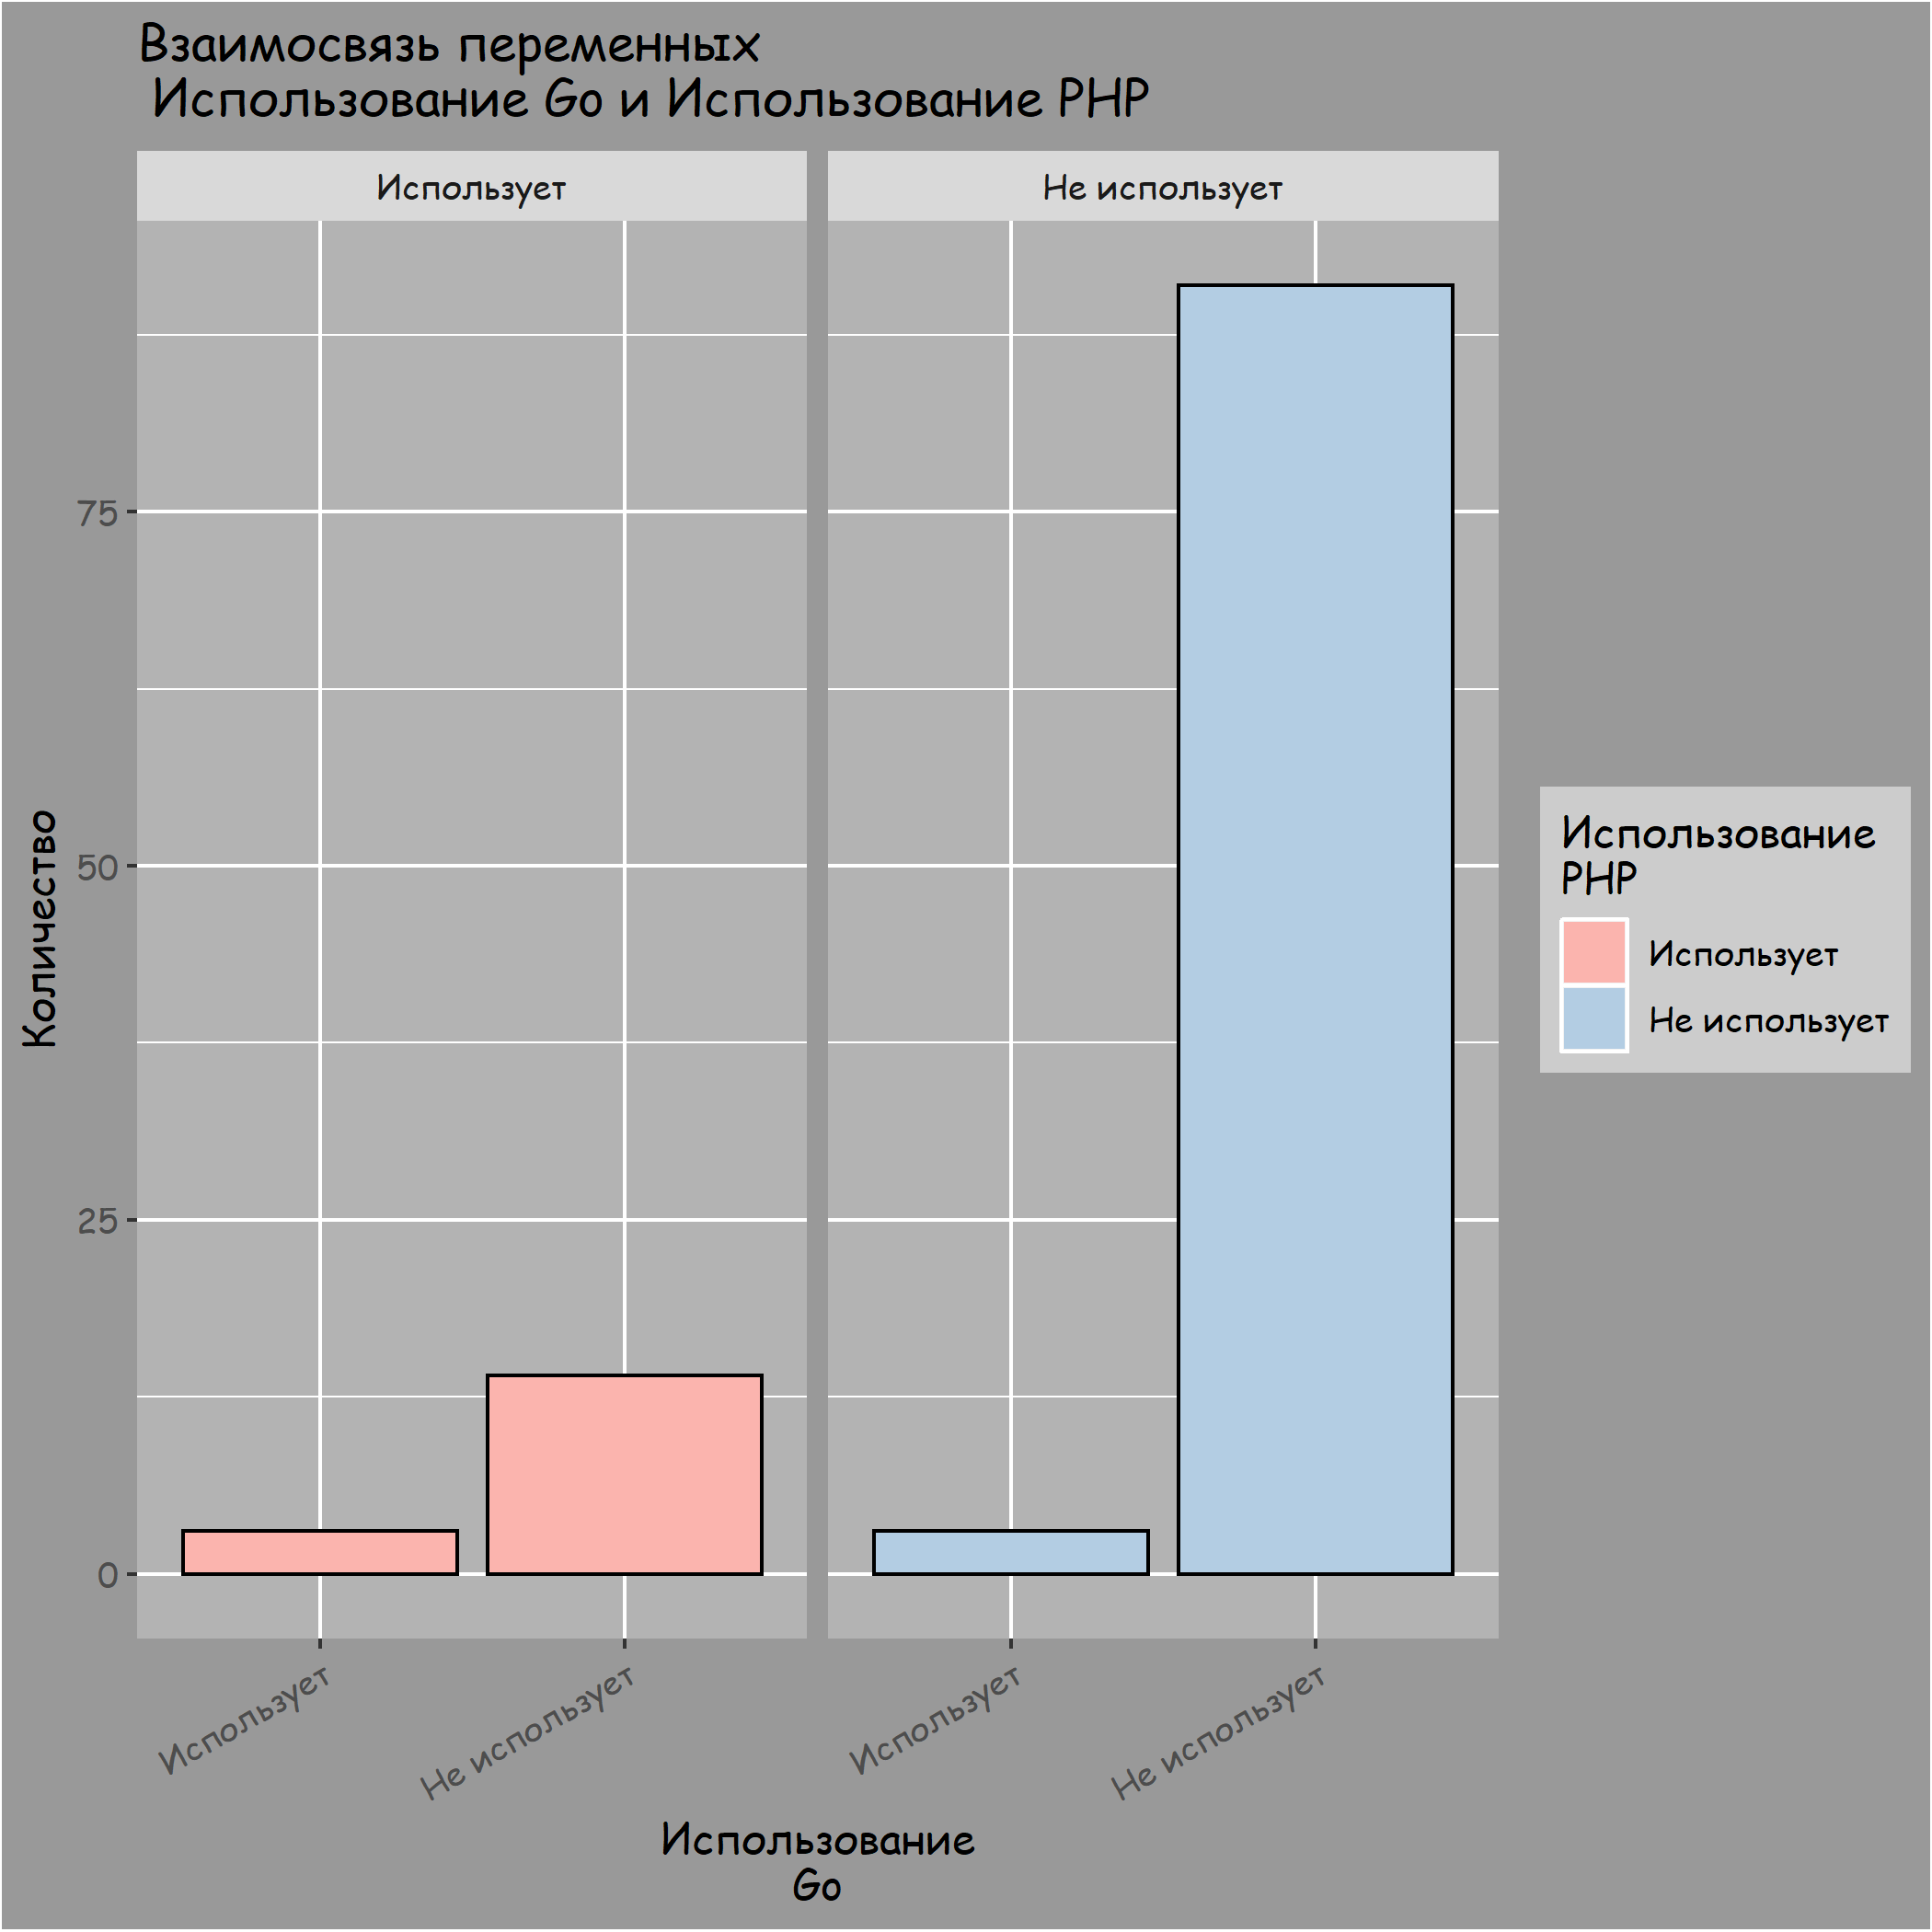 Взаимосвязь переменных
Использование Go и Использование PHP
Использует
Не использует
Количество
75
50
25
0
Использует
Не использует
Использует
Не использует
Использование
Go
Использование
PHP
Использует
Не использует